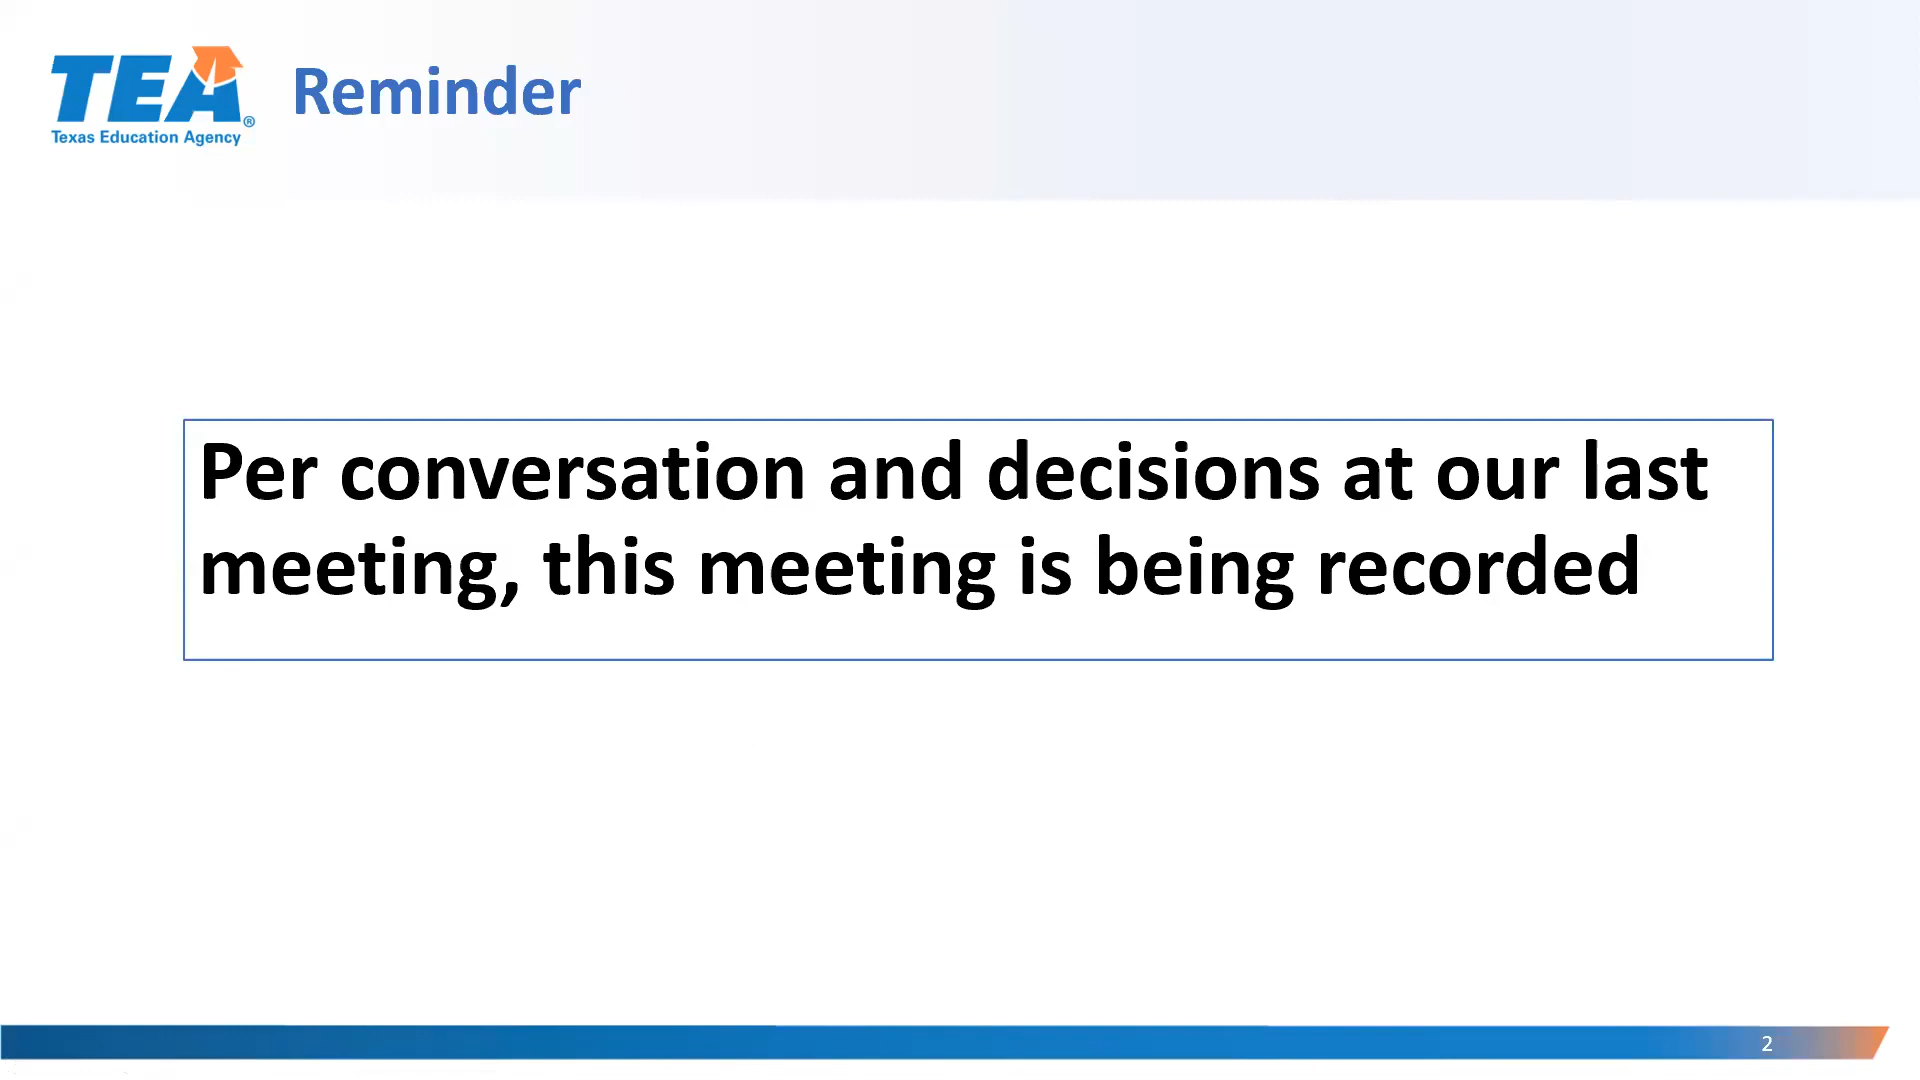 TEA®
Texas Education Agency
Reminder
Per conversation and decisions at our last
meeting, this meeting is being recorded
2